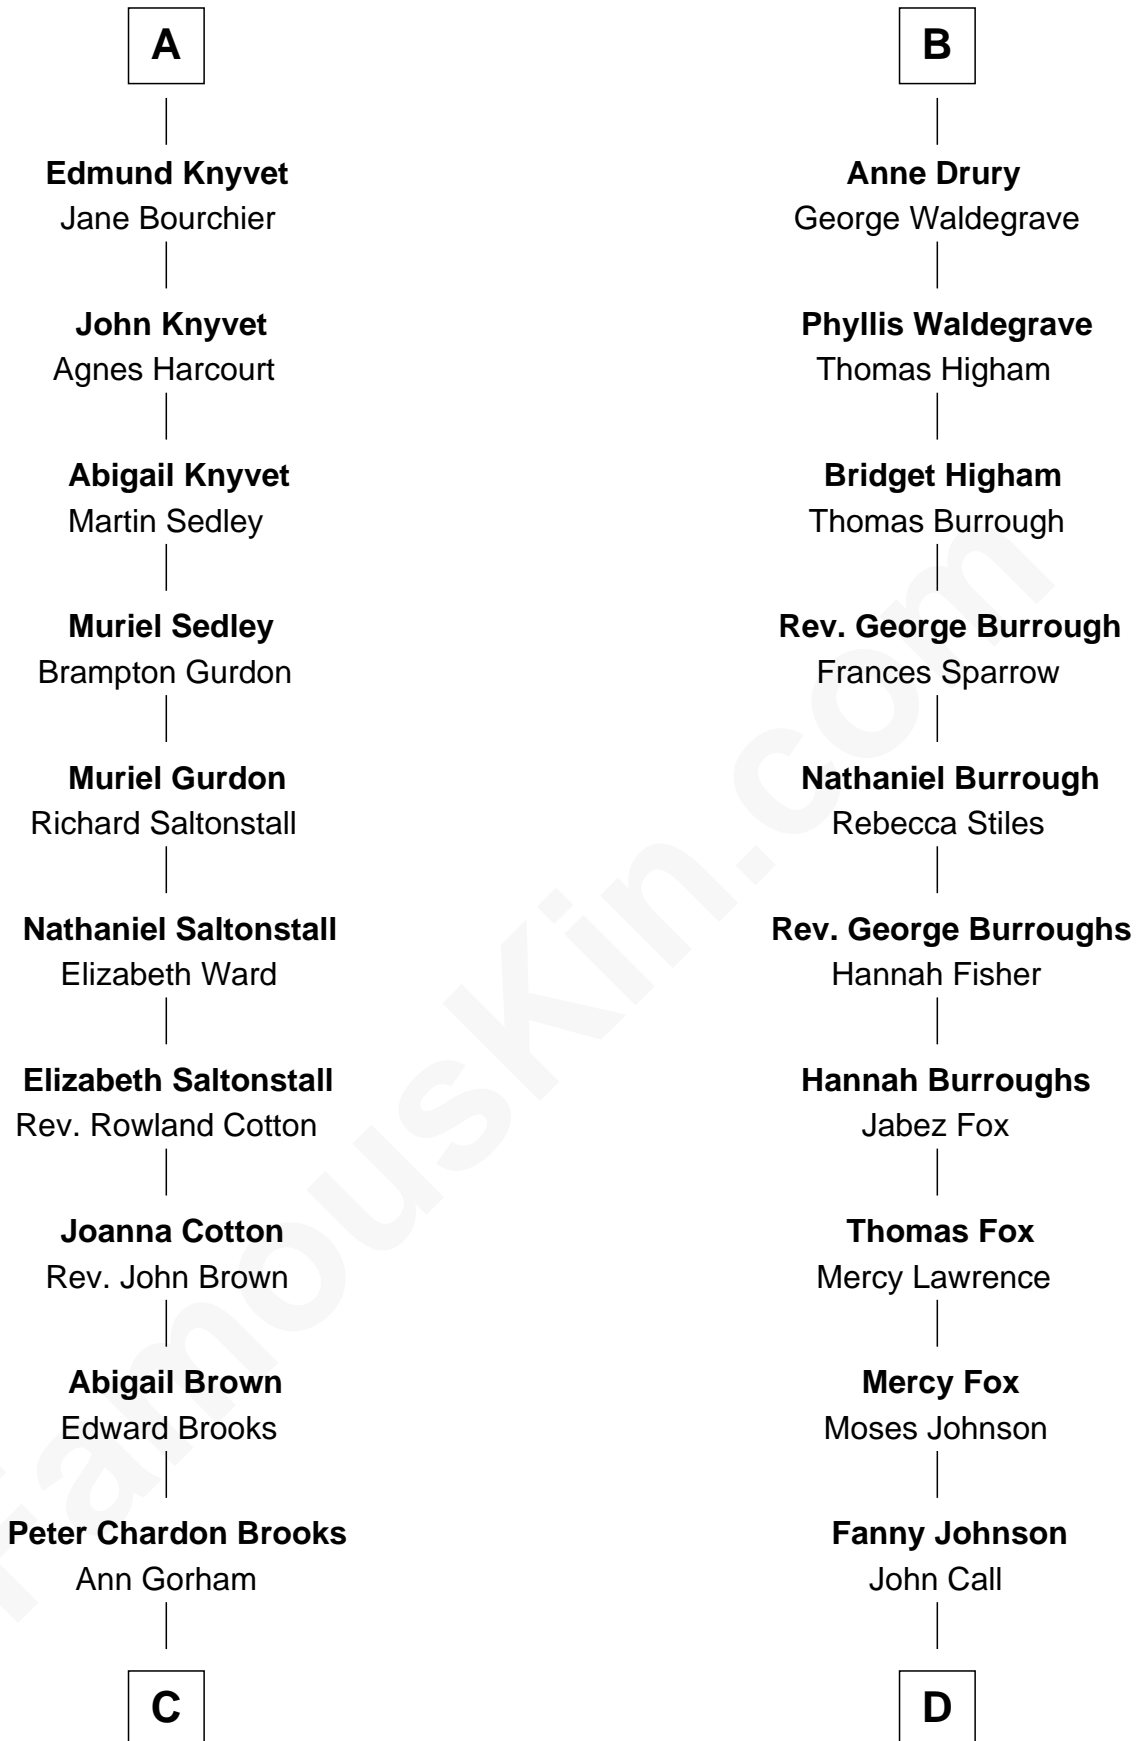 A
Edmund Knyvet
Jane Bourchier
John Knyvet
Agnes Harcourt
Abigail Knyvet
Martin Sedley
Muriel Sedley
Brampton Gurdon
Muriel Gurdon
Richard Saltonstall
Nathaniel Saltonstall
Elizabeth Ward
Elizabeth Saltonstall
Rev. Rowland Cotton
Joanna Cotton
Rev. John Brown
Abigail Brown
Edward Brooks
Peter Chardon Brooks
Ann Gorham
C
B
Anne Drury
George Waldegrave
Phyllis Waldegrave
Thomas Higham
Bridget Higham
Thomas Burrough
Rev. George Burrough
Frances Sparrow
Nathaniel Burrough
Rebecca Stiles
Rev. George Burroughs
Hannah Fisher
Hannah Burroughs
Jabez Fox
Thomas Fox
Mercy Lawrence
Mercy Fox
Moses Johnson
Fanny Johnson
John Call
D
FamousKin.com